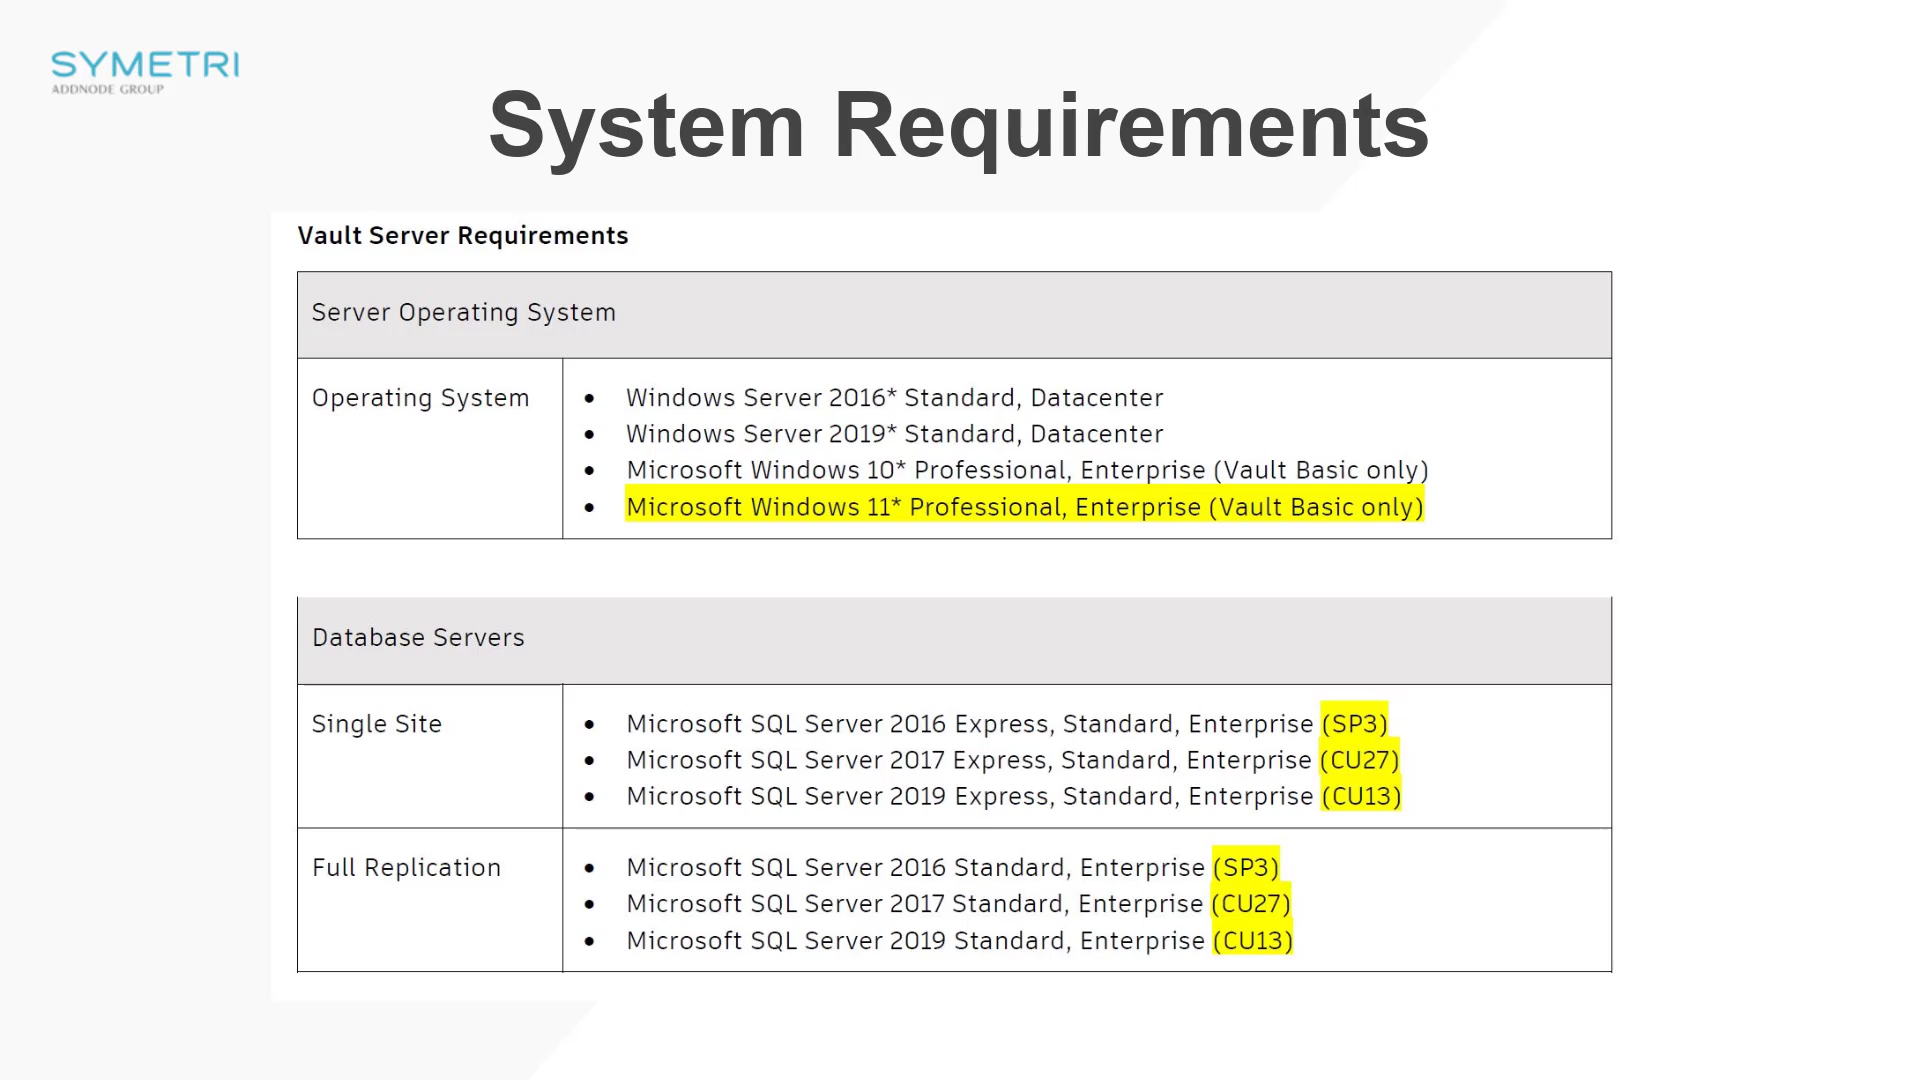 SYMETRI
ADDNODE GROUP
System Requirements
Vault Server Requirements
Server Operating System
Operating System
• Windows Server 2016* Standard, Datacenter
• Windows Server 2019* Standard, Datacenter
• Microsoft Windows 10* Professional, Enterprise (Vault Basic only)
• Microsoft Windows 11* Professional, Enterprise (Vault Basic only)
Database Servers
Single Site
• Microsoft SQL Server 2016 Express, Standard, Enterprise (SP3)
• Microsoft SQL Server 2017 Express, Standard, Enterprise (CU27)
• Microsoft SQL Server 2019 Express, Standard, Enterprise (CU13)
Full Replication
• Microsoft SQL Server 2016 Standard, Enterprise (SP3)
• Microsoft SQL Server 2017 Standard, Enterprise (CU27)
• Microsoft SQL Server 2019 Standard, Enterprise (CU13)